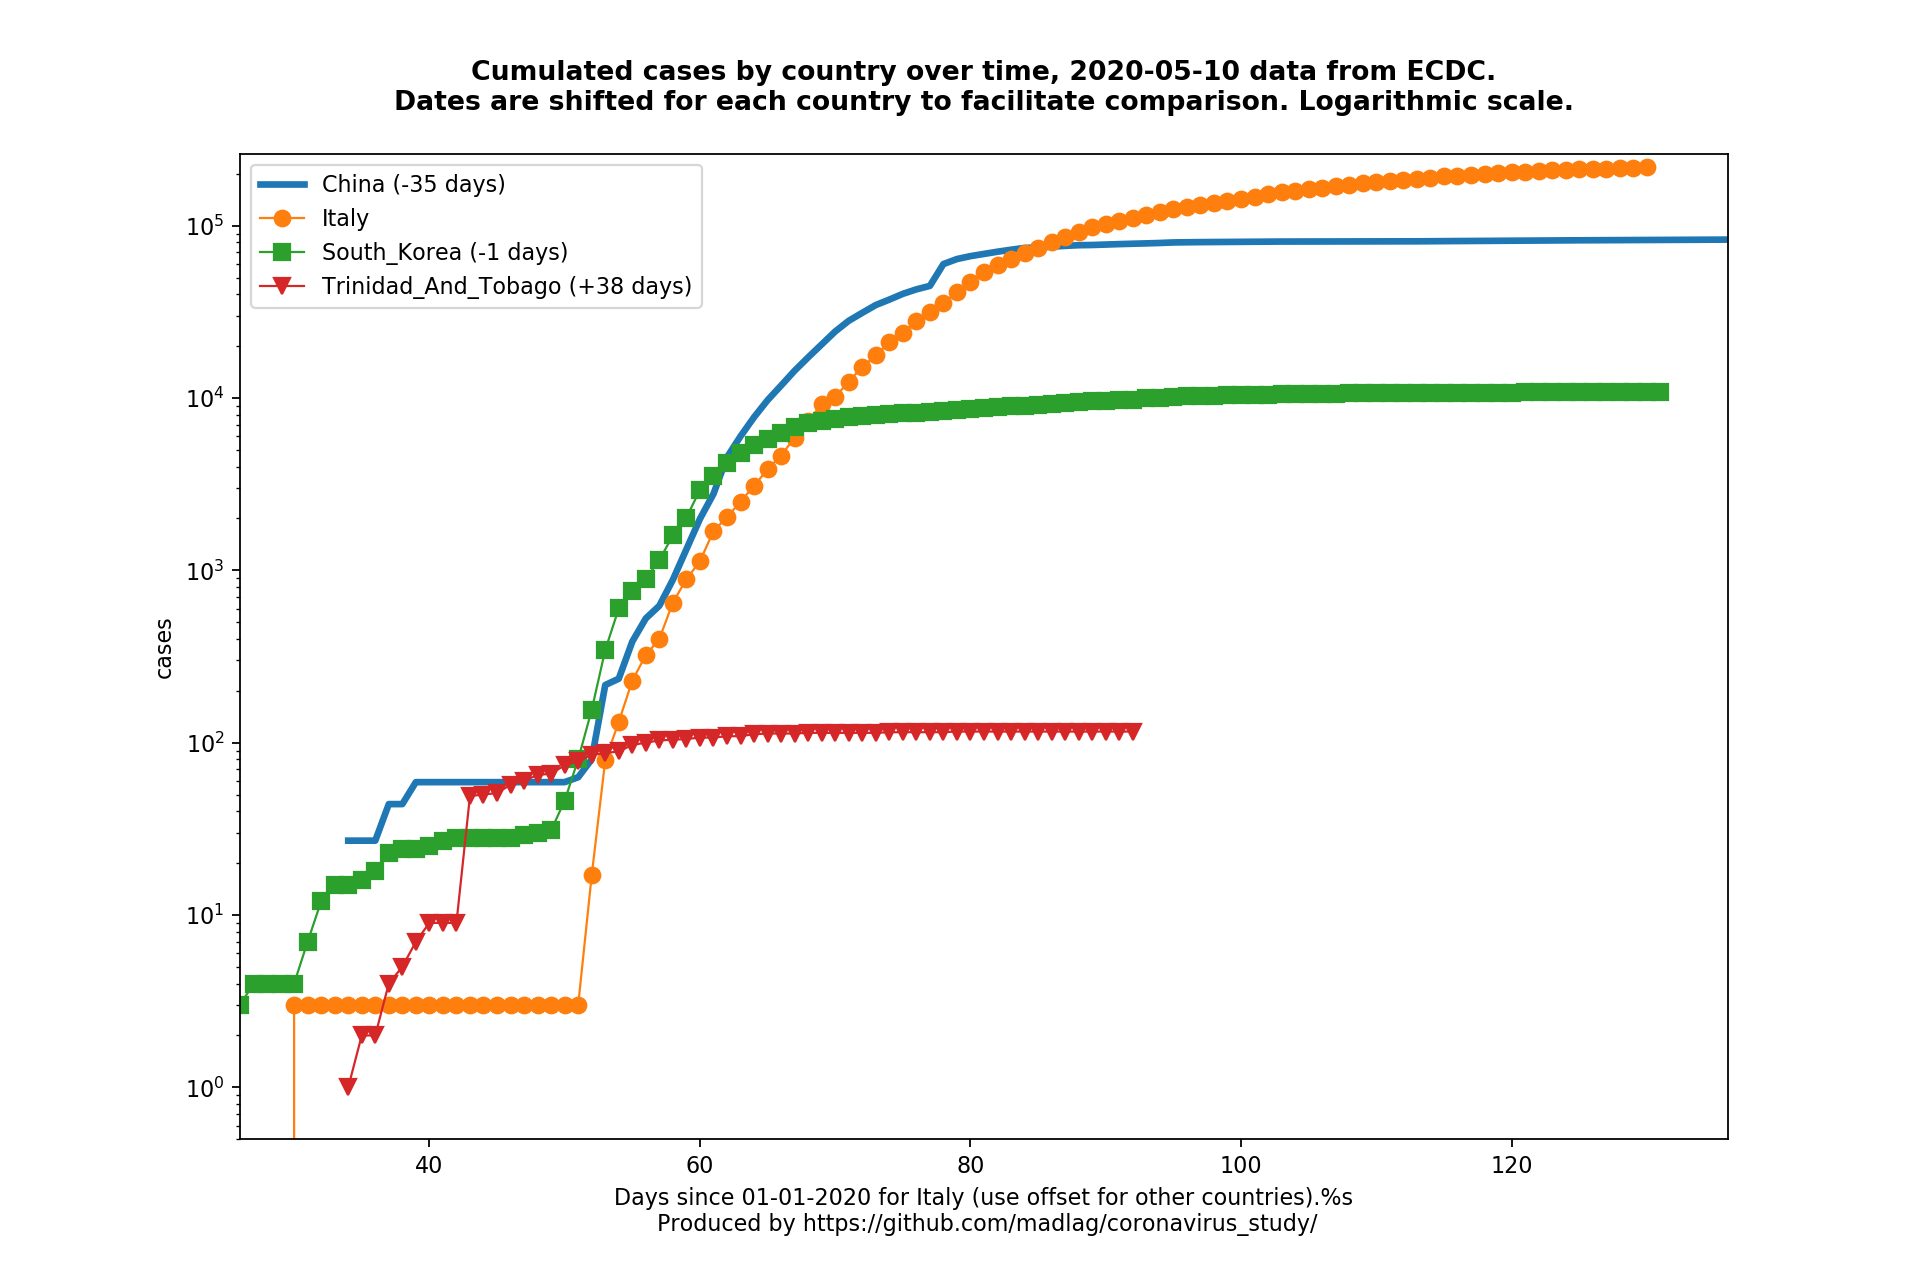 Cumulated cases by country over time, 2020-05-10 data from ECDC.
Dates are shifted for each country to facilitate comparison. Logarithmic scale.
China (-35 days)
Italy
South_Korea (-1 days)
Trinidad_And_Tobago (+38 days)
10^5
10^4
10^3
10^2
10^1
10^0
cases
40 60 80 100 120
Days since 01-01-2020 for Italy (use offset for other countries).%s
Produced by https://github.com/madlag/coronavirus_study/